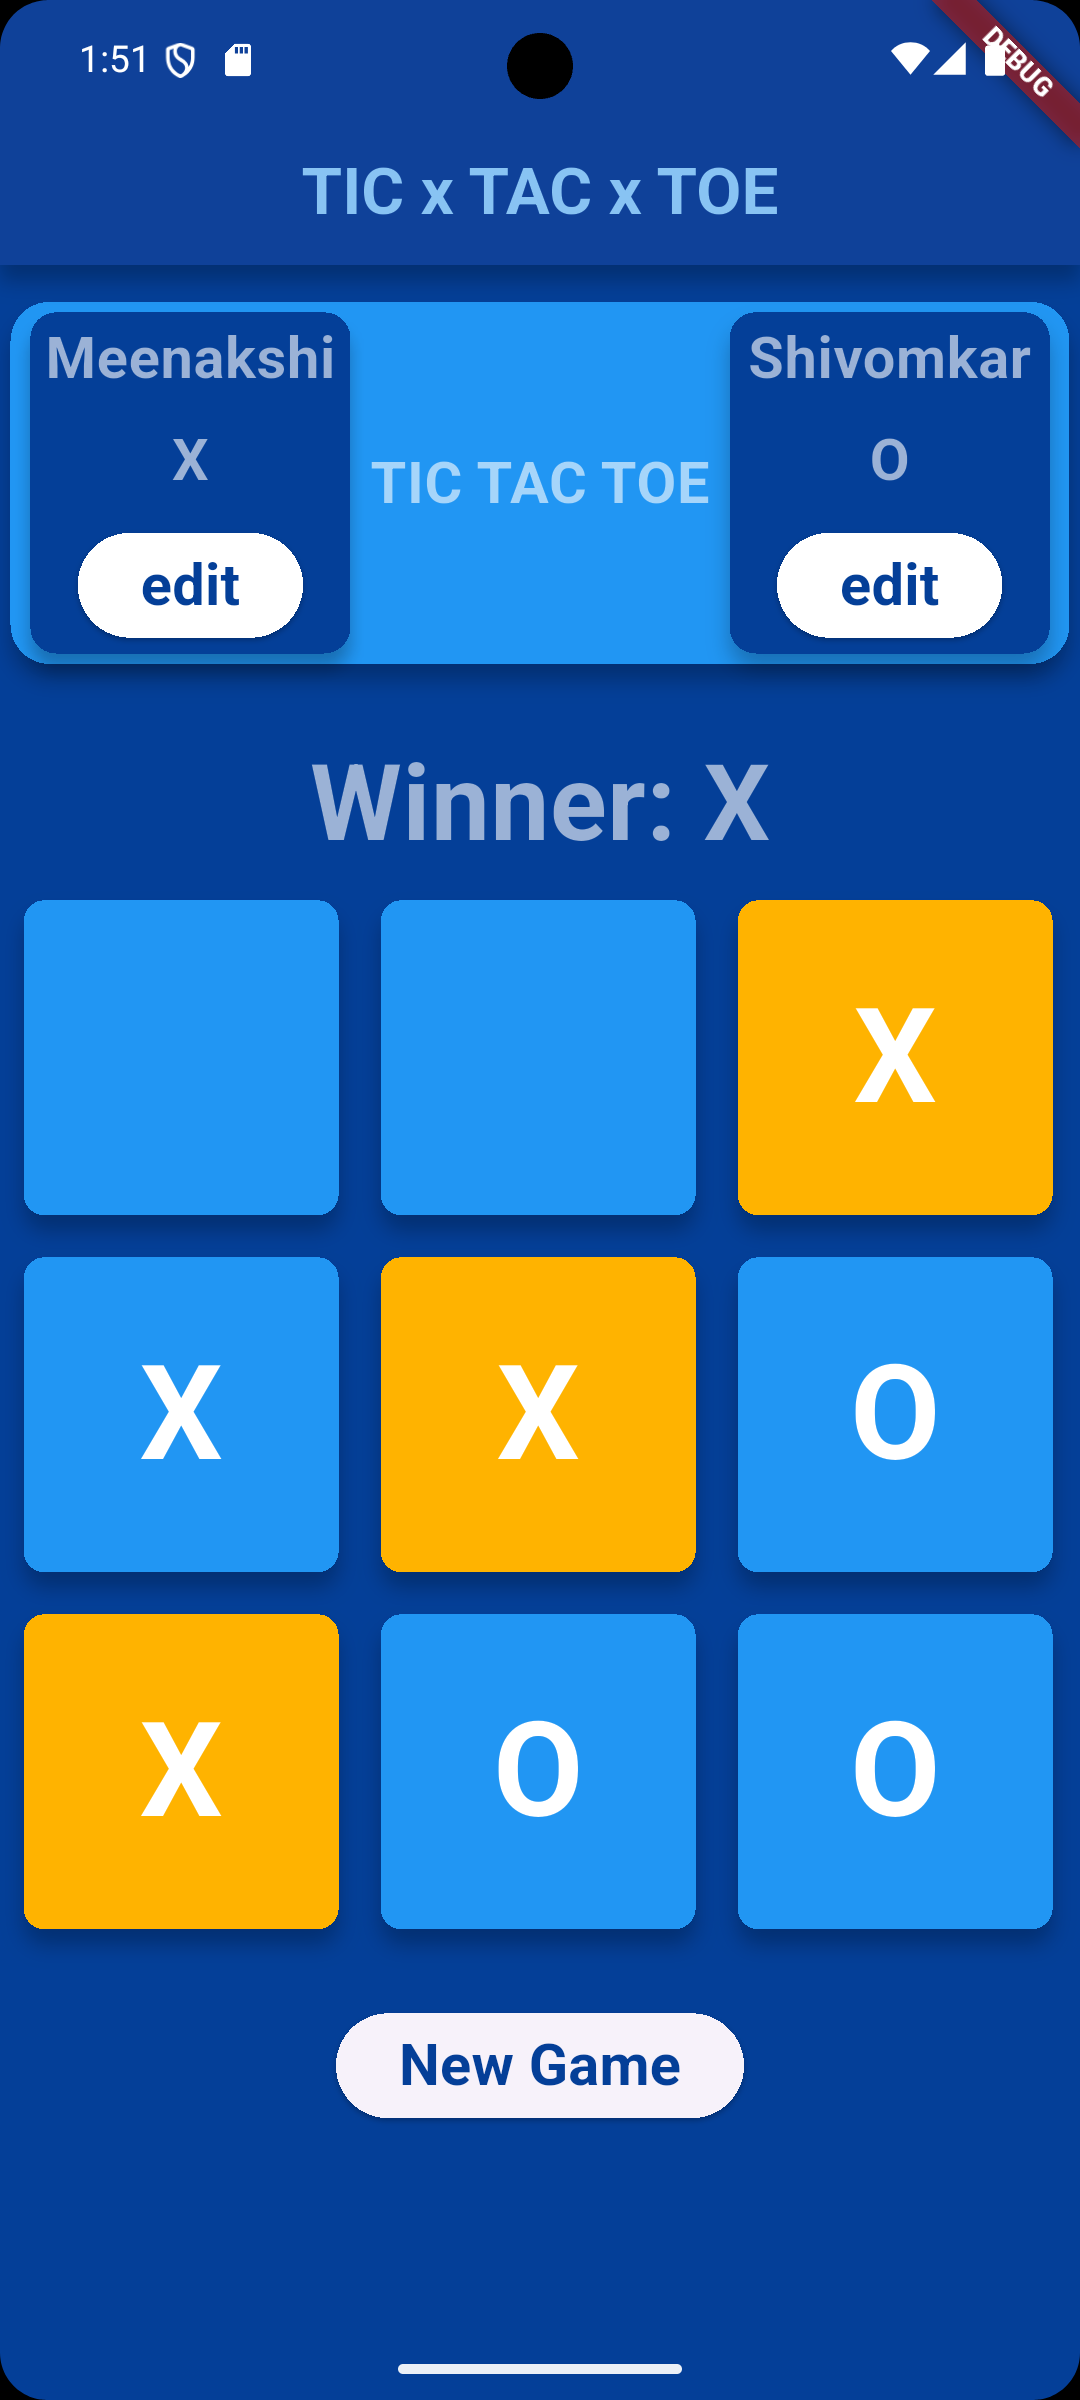 1:51
DEBUG
TIC x TAC x TOE
Meenakshi
X
edit
TIC TAC TOE
Shivomkar
O
edit
Winner: X
X
X X O
X O O
New Game